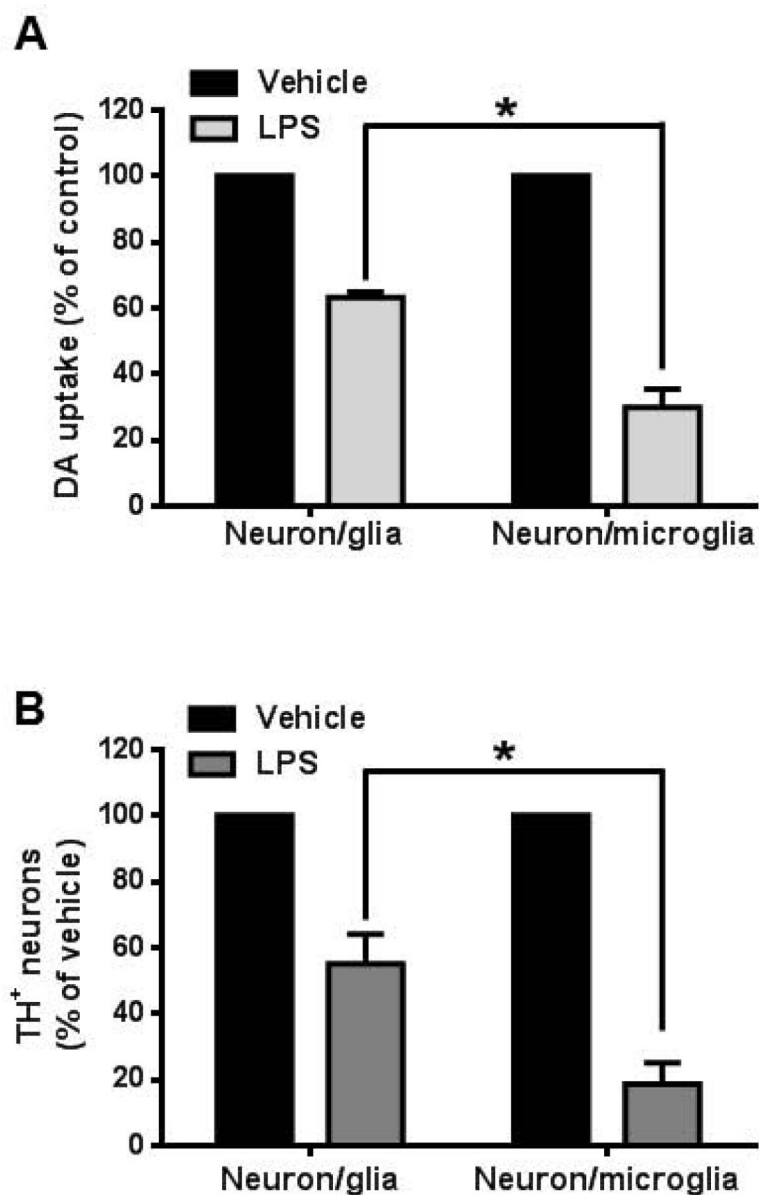 A
Vehicle
LPS
*
DA uptake (% of control)
120
100
80
60
40
20
0
Neuron/glia Neuron/microglia
B
Vehicle
LPS
*
TH+ neurons
(% of vehicle)
120
100
80
60
40
20
0
Neuron/glia Neuron/microglia